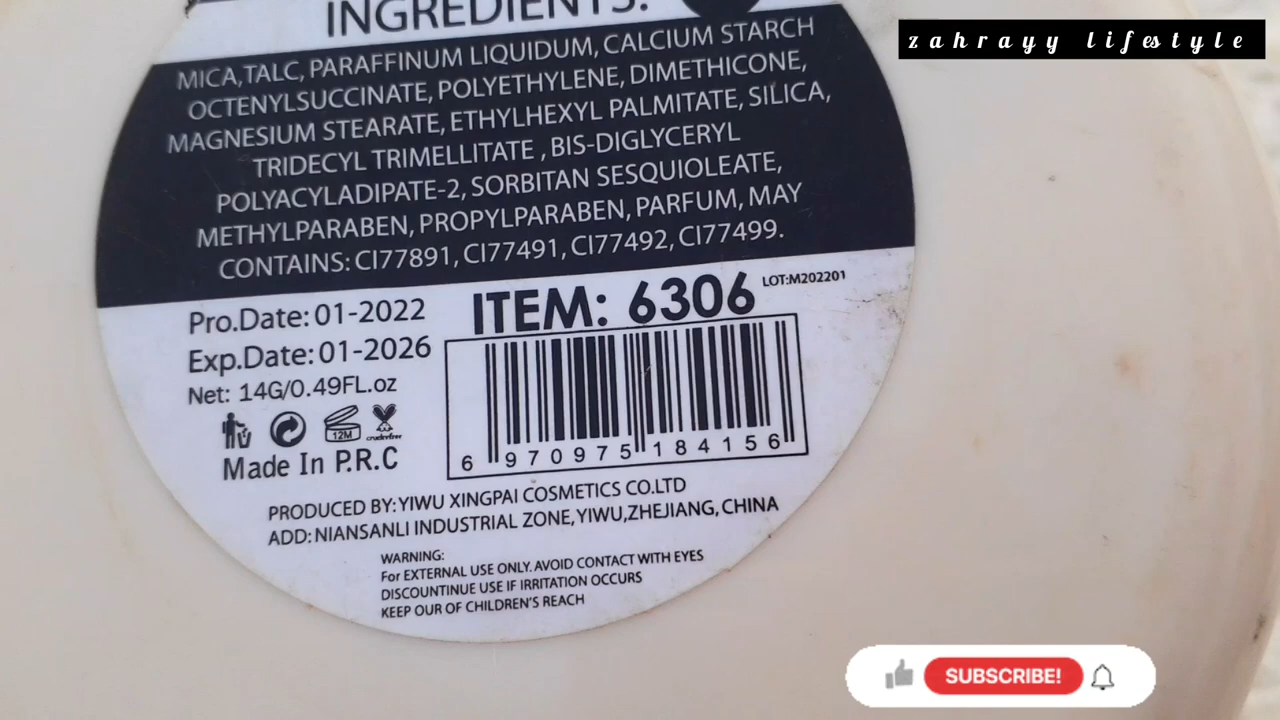 INGREDIENTS:
MICA,TALC, PARAFFINUM LIQUIDUM, CALCIUM STARCH
OCTENYLSUCCINATE, POLYETHYLENE, DIMETHICONE,
MAGNESIUM STEARATE, ETHYLHEXYL PALMITATE, SILICA,
TRIDECYL TRIMELLITATE , BIS-DIGLYCERYL
POLYACYLADIPATE-2, SORBITAN SESQUIOLEATE,
METHYLPARABEN, PROPYLPARABEN, PARFUM, MAY
CONTAINS: CI77891, CI77491, CI77492, CI77499.
Pro.Date: 01-2022
Exp.Date: 01-2026
Net: 14G/0.49FL.oz
12M
crueltyfree
Made In P.R.C
ITEM: 6306
LOT:M202201
6 970975 184156
PRODUCED BY: YIWU XINGPAI COSMETICS CO.LTD
ADD: NIANSANLI INDUSTRIAL ZONE, YIWU,ZHEJIANG, CHINA
WARNING:
For EXTERNAL USE ONLY. AVOID CONTACT WITH EYES
DISCOUNTINUE USE IF IRRITATION OCCURS
KEEP OUR OF CHILDREN'S REACH
zahrayy lifestyle
SUBSCRIBE!